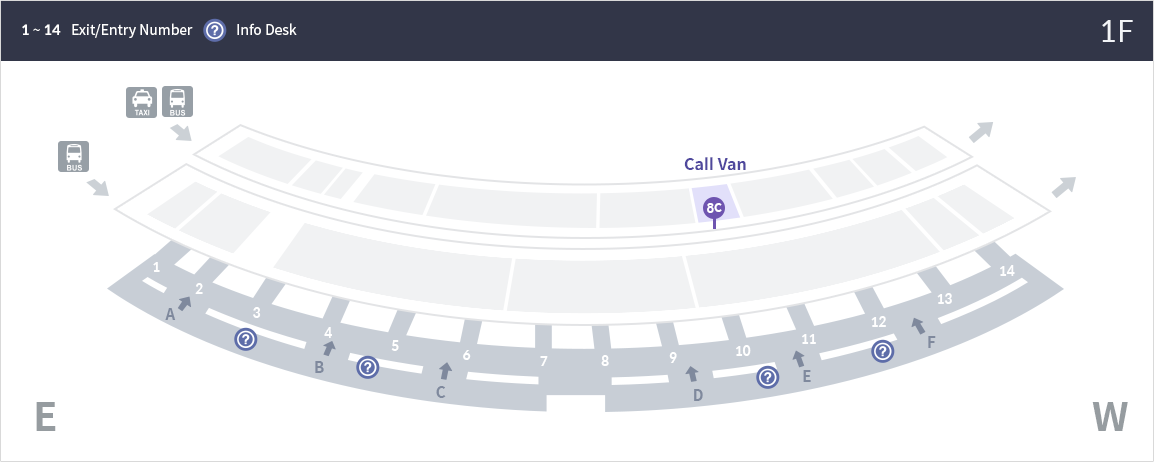 1 ~ 14 Exit/Entry Number ? Info Desk
1F
TAXI
BUS
BUS
Call Van
8C
1
2
3
4
5
6
7
8
9
10
11
12
13
14
A
B
C
D
E
F
?
?
?
?
E
W